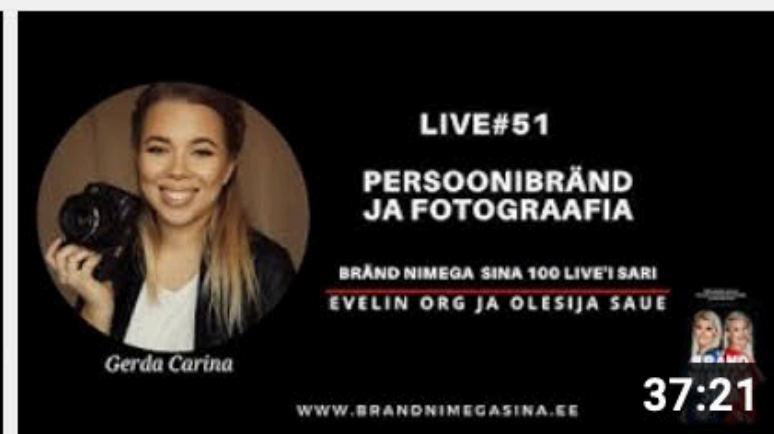 LIVE#51
PERSOONIBRÄND
JA FOTOGRAAFIA
BRÄND NIMEGA SINA 100 LIVE'I SARI
EVELIN ORG JA OLESIJA SAUE
Gerda Carina
BRÄND
37:21
WWW.BRANDNIMEGASINA.EE